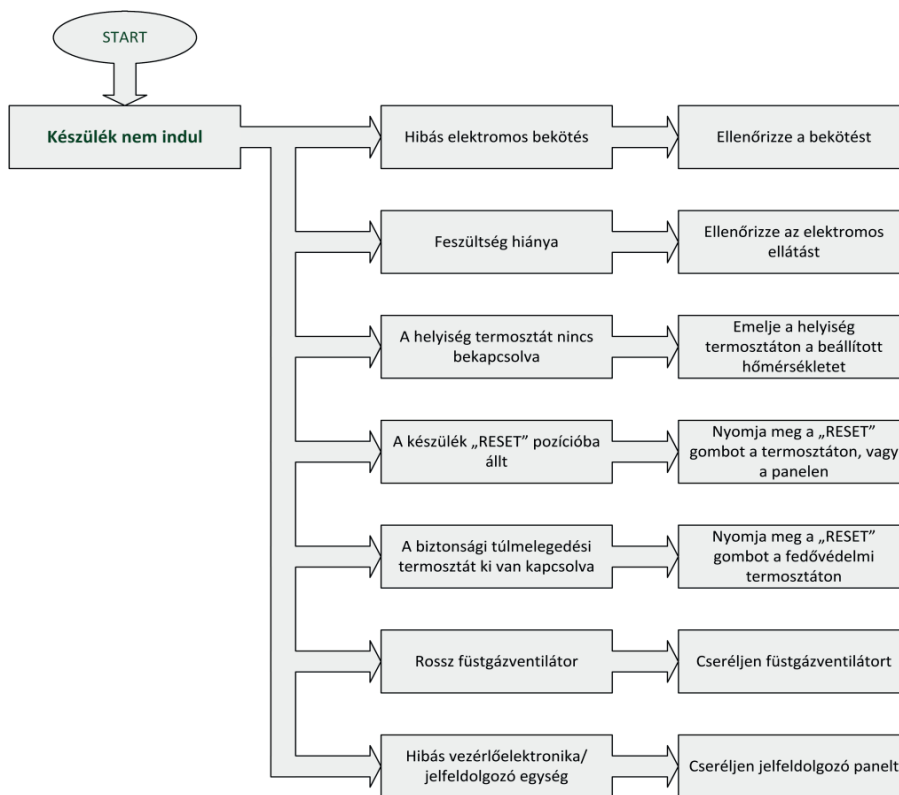 START
Készülék nem indul
Hibás elektromos bekötés
Ellenőrizze a bekötést
Feszültség hiánya
Ellenőrizze az elektromos
ellátást
A helyiség termosztát nincs
bekapcsolva
Emelje a helyiség
termosztáton a beállított
hőmérsékletet
A készülék „RESET” pozícióba
állt
Nyomja meg a „RESET”
gombot a termosztáton, vagy
a panelen
A biztonsági túlmelegedési
termosztát ki van kapcsolva
Nyomja meg a „RESET”
gombot a fedővédelmi
termosztáton
Rossz füstgázventilátor
Cseréljen füstgázventilátort
Hibás vezérlőelektronika/
jelfeldolgozó egység
Cseréljen jelfeldolgozó panelt